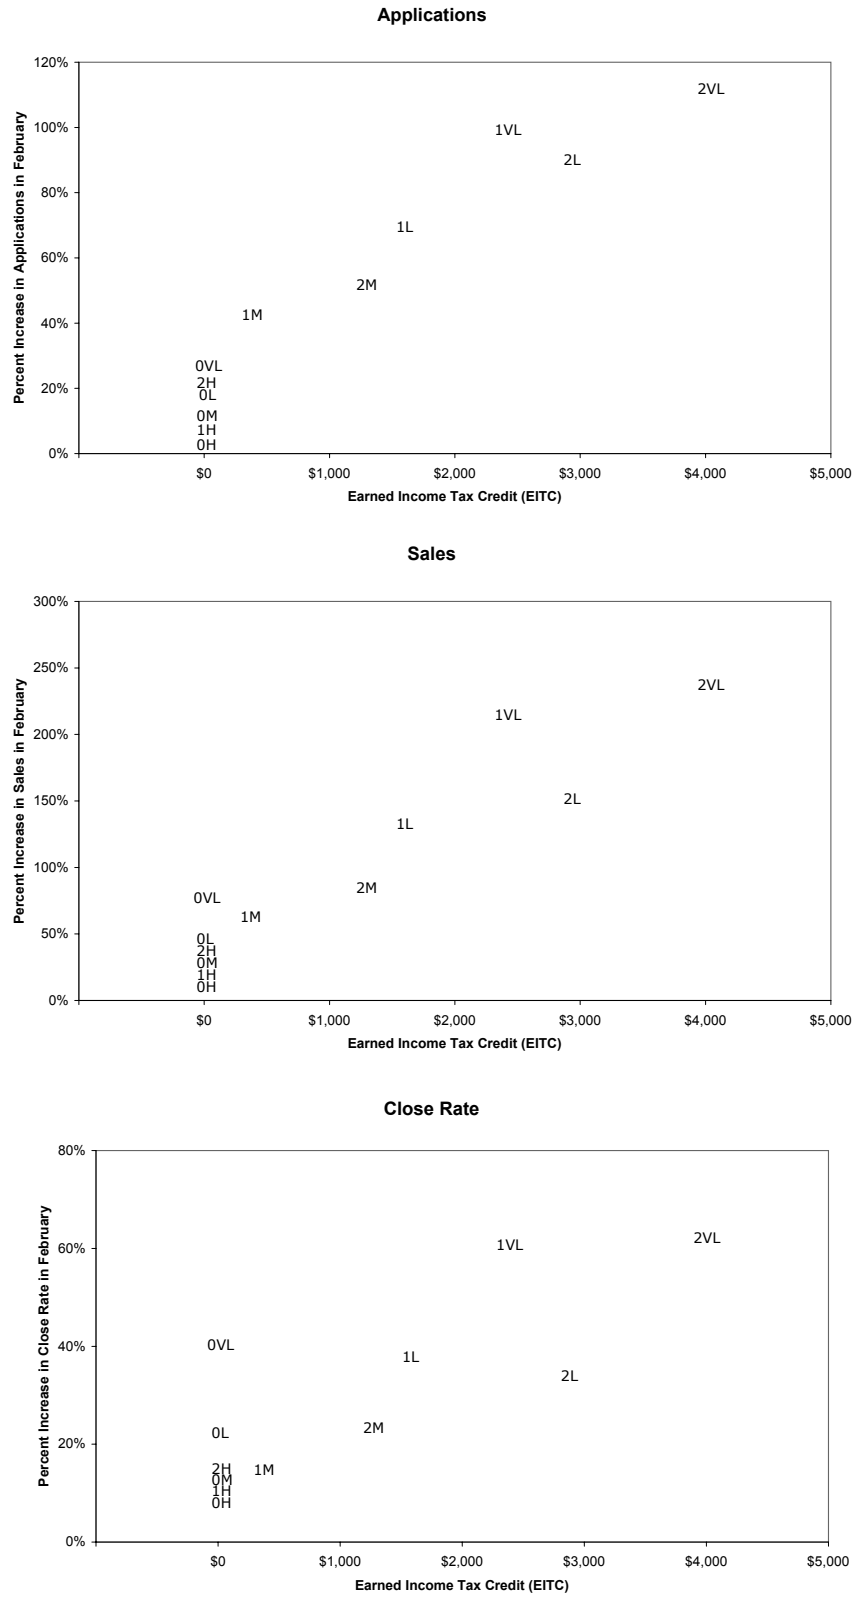 Applications
120%
2VL
100%
1VL
2L
80%
1L
60%
2M
1M
40%
0VL
2H
20%
0L
0M
1H
0H
0%
$0 $1,000 $2,000 $3,000 $4,000 $5,000
Earned Income Tax Credit (EITC)
Percent Increase in Applications in February
Sales
300%
250%
2VL
1VL
200%
150%
2L
1L
100%
2M
0VL
1M
50%
0L
2H
0M
1H
0H
0%
$0 $1,000 $2,000 $3,000 $4,000 $5,000
Earned Income Tax Credit (EITC)
Percent Increase in Sales in February
Close Rate
80%
2VL
1VL
60%
40%
0VL
1L
2L
2M
0L
20%
2H
1M
0M
1H
0H
0%
$0 $1,000 $2,000 $3,000 $4,000 $5,000
Earned Income Tax Credit (EITC)
Percent Increase in Close Rate in February